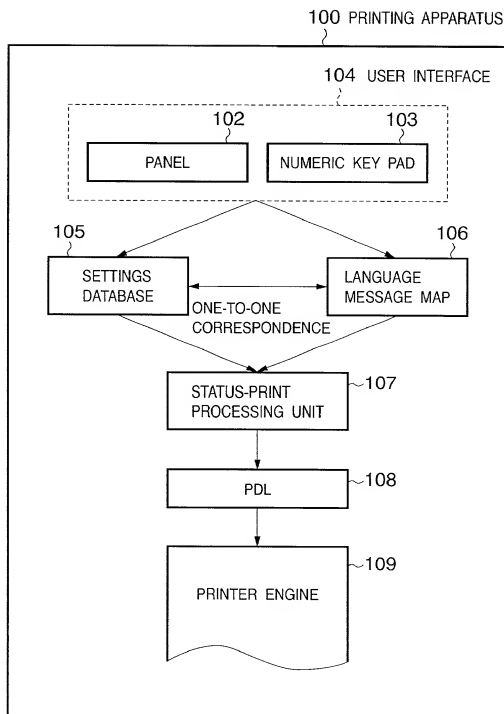 100 PRINTING APPARATUS
104 USER INTERFACE
102
103
PANEL
NUMERIC KEY PAD
105
106
SETTINGS
DATABASE
LANGUAGE
MESSAGE MAP
ONE-TO-ONE
CORRESPONDENCE
107
STATUS-PRINT
PROCESSING UNIT
108
PDL
109
PRINTER ENGINE